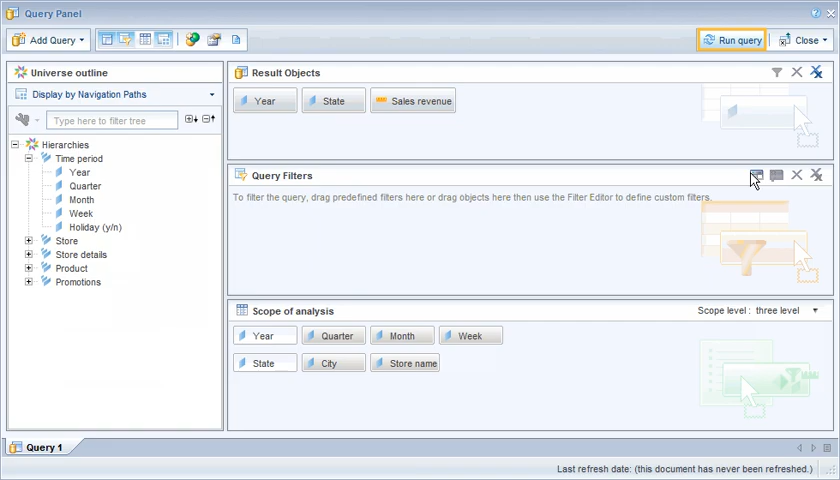 Query Panel
Add Query
Run query
Close
Universe outline
Display by Navigation Paths
Type here to filter tree
Hierarchies
Time period
Year
Quarter
Month
Week
Holiday (y/n)
Store
Store details
Product
Promotions
Result Objects
Year State Sales revenue
Query Filters
To filter the query, drag predefined filters here or drag objects here then use the Filter Editor to define custom filters.
Scope of analysis
Scope level : three level
Year Quarter Month Week
State City Store name
Query 1
Last refresh date: (this document has never been refreshed.)